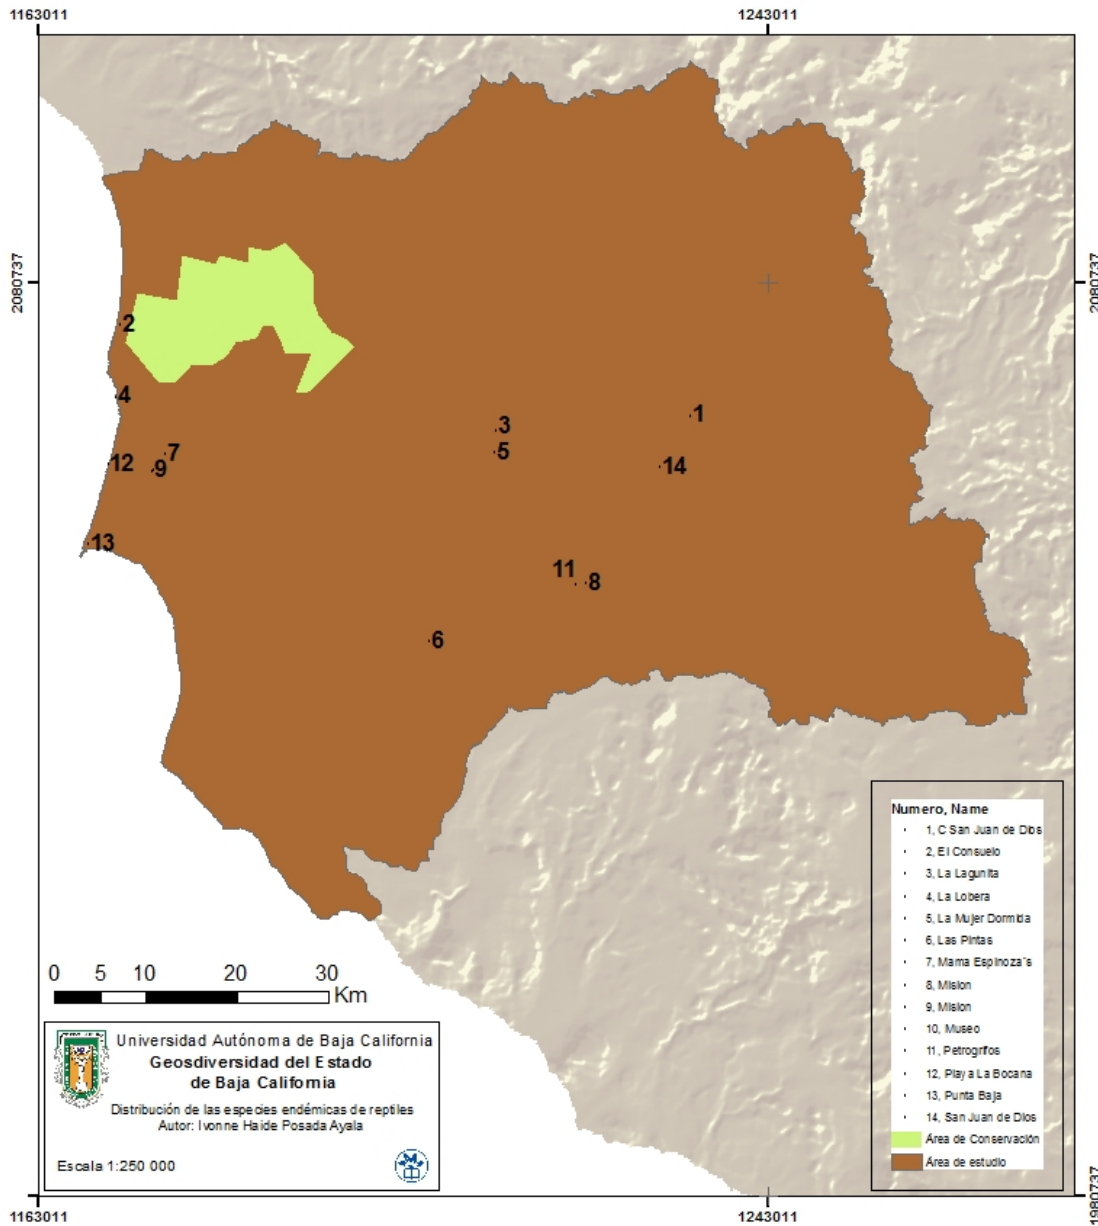 1163011
1243011
2080737
2080737
2
4
3
1
5
7
9
12
14
13
11
8
6
0 5 10 20 30
Km
Universidad Autónoma de Baja California
Geosdiversidad del Estado
de Baja California
Distribución de las especies endémicas de reptiles
Autor: Ivonne Haide Posada Ayala
Escala 1:250 000
Numero, Name
1, C San Juan de Dios
2, El Consuelo
3, La Lagunita
4, La Lobera
5, La Mujer Dormida
6, Las Pintas
7, Mama Espinoza's
8, Mision
9, Mision
10, Museo
11, Petrogrifos
12, Playa La Bocana
13, Punta Baja
14, San Juan de Dios
Área de Conservación
Área de estudio
1980737
1980737
1163011
1243011